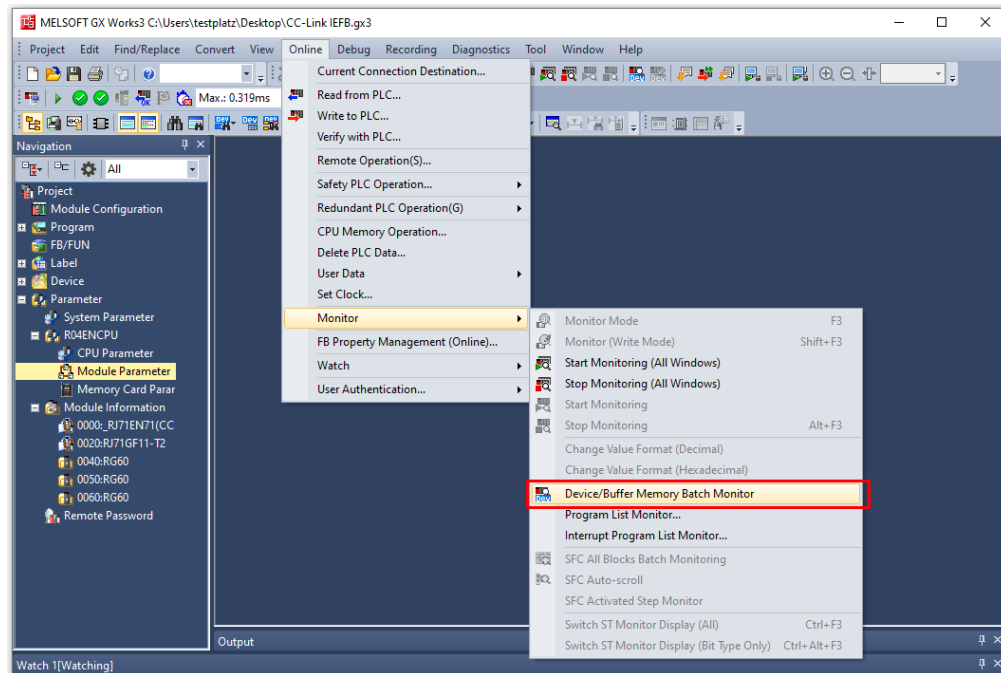 MELSOFT GX Works3 C:\Users\testplatz\Desktop\CC-Link IEFB.gx3
Project Edit Find/Replace Convert View Online Debug Recording Diagnostics Tool Window Help
Max.: 0.319ms
Navigation
All
Project
Module Configuration
Program
FB/FUN
Label
Device
Parameter
System Parameter
R04ENCPU
CPU Parameter
Module Parameter
Memory Card Parar
Module Information
0000:_RJ71EN71(CC
0020:RJ71GF11-T2
0040:RG60
0050:RG60
0060:RG60
Remote Password
Current Connection Destination...
Read from PLC...
Write to PLC...
Verify with PLC...
Remote Operation(S)...
Safety PLC Operation...
Redundant PLC Operation(G)
CPU Memory Operation...
Delete PLC Data...
User Data
Set Clock...
Monitor
FB Property Management (Online)...
Watch
User Authentication...
Monitor Mode F3
Monitor (Write Mode) Shift+F3
Start Monitoring (All Windows)
Stop Monitoring (All Windows)
Start Monitoring
Stop Monitoring Alt+F3
Change Value Format (Decimal)
Change Value Format (Hexadecimal)
Device/Buffer Memory Batch Monitor
Program List Monitor...
Interrupt Program List Monitor...
SFC All Blocks Batch Monitoring
SFC Auto-scroll
SFC Activated Step Monitor
Switch ST Monitor Display (All) Ctrl+F3
Switch ST Monitor Display (Bit Type Only) Ctrl+Alt+F3
Output
Watch 1[Watching]